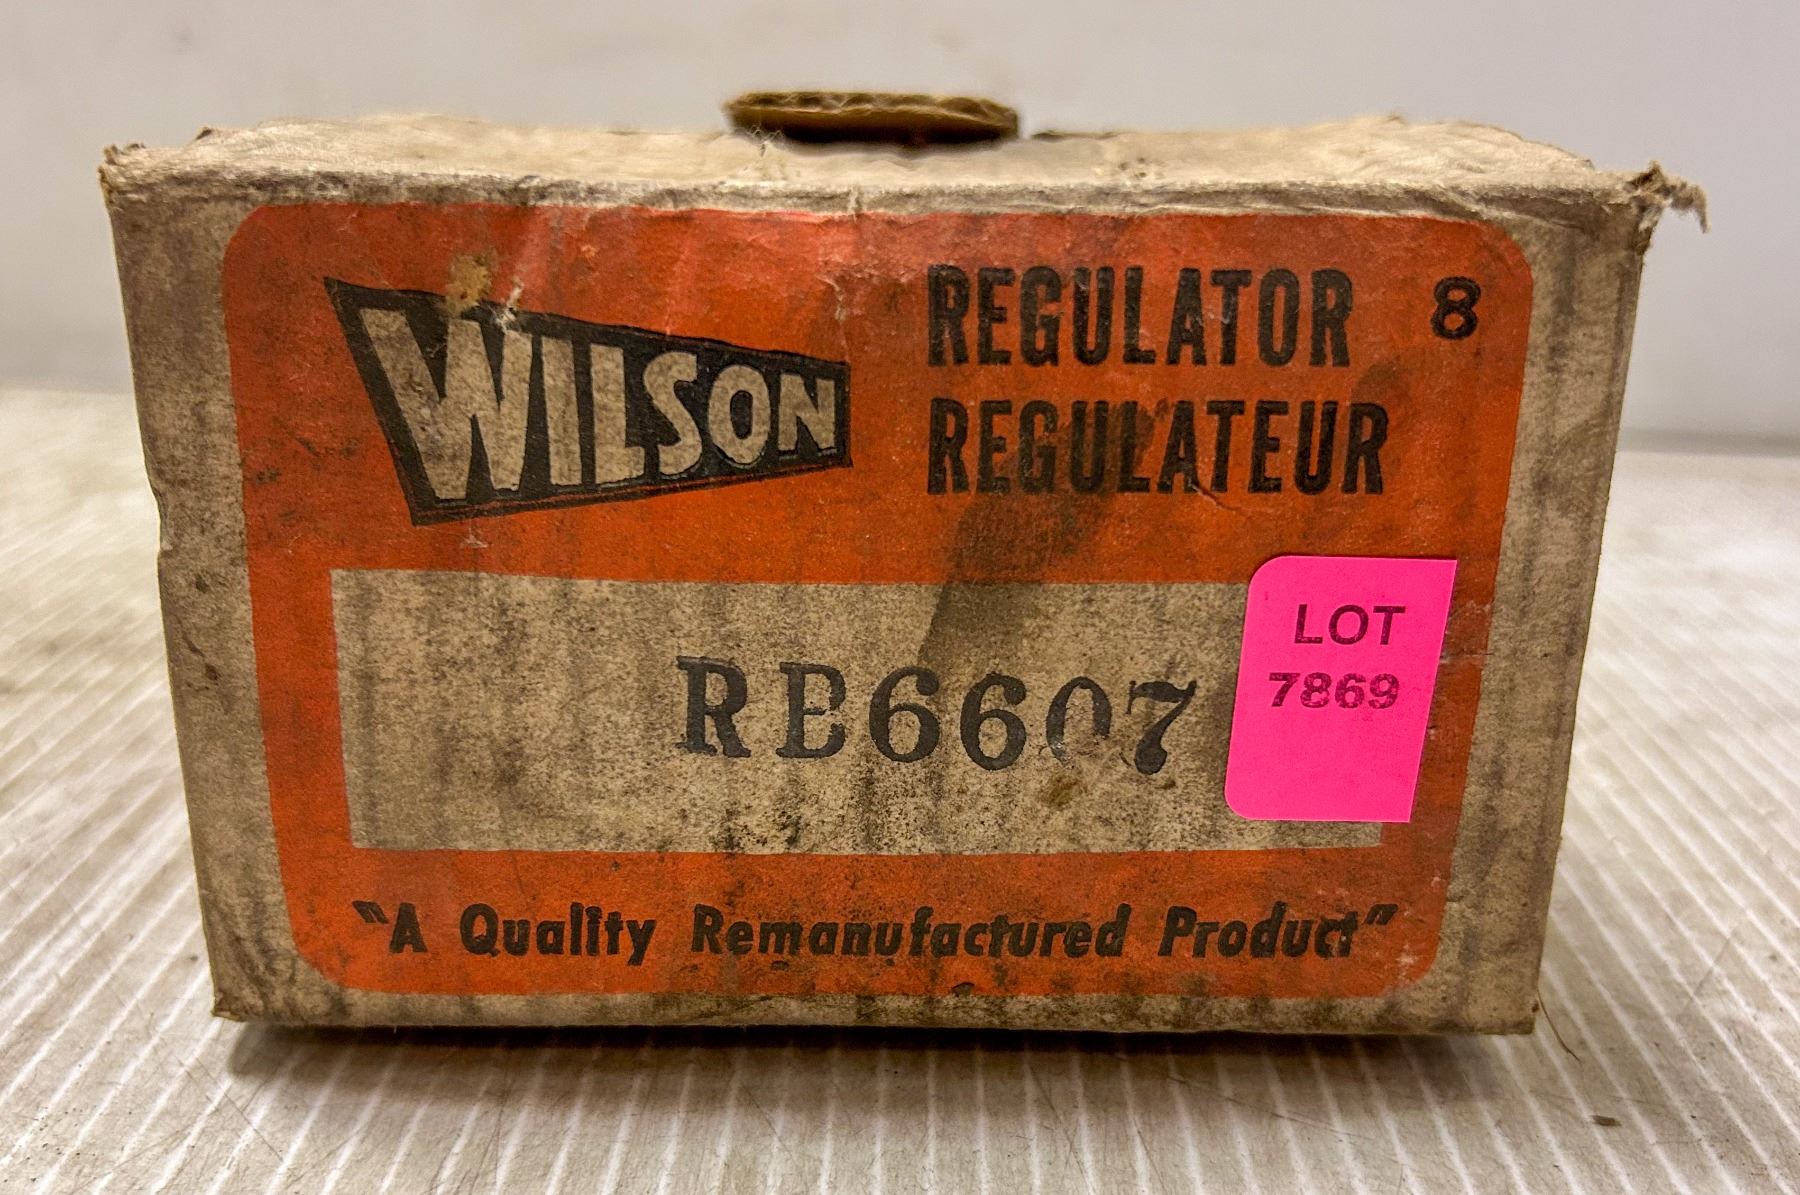 WILSON
REGULATOR 8
REGULATEUR
RE6607
LOT
7869
"A Quality Remanufactured Product"